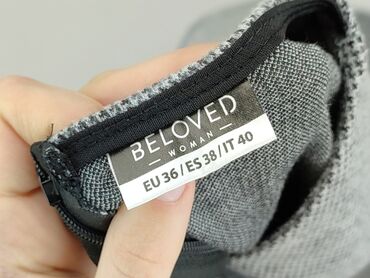 BELOVED
— WOMAN —
EU 36 / ES 38 / IT 40